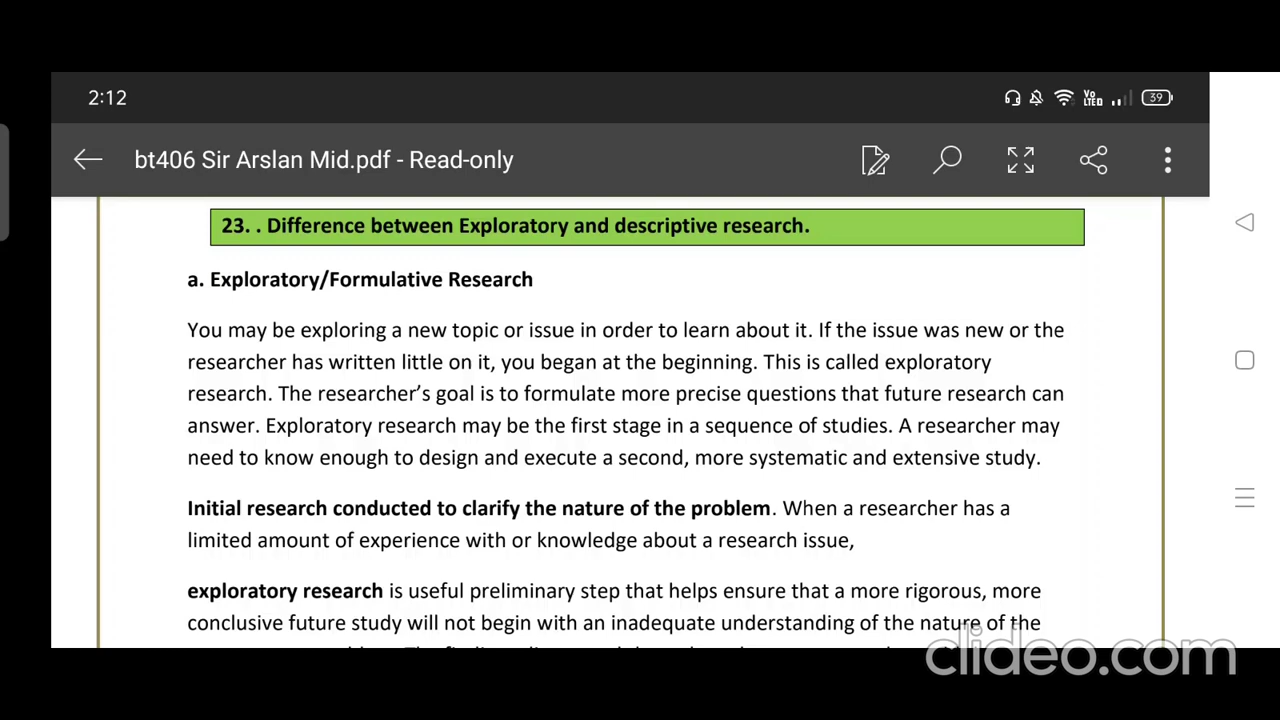 2:12
Vo
LTED
39
bt406 Sir Arslan Mid.pdf - Read-only
23. . Difference between Exploratory and descriptive research.
a. Exploratory/Formulative Research
You may be exploring a new topic or issue in order to learn about it. If the issue was new or the
researcher has written little on it, you began at the beginning. This is called exploratory
research. The researcher’s goal is to formulate more precise questions that future research can
answer. Exploratory research may be the first stage in a sequence of studies. A researcher may
need to know enough to design and execute a second, more systematic and extensive study.
Initial research conducted to clarify the nature of the problem. When a researcher has a
limited amount of experience with or knowledge about a research issue,
exploratory research is useful preliminary step that helps ensure that a more rigorous, more
conclusive future study will not begin with an inadequate understanding of the nature of the
clideo.com